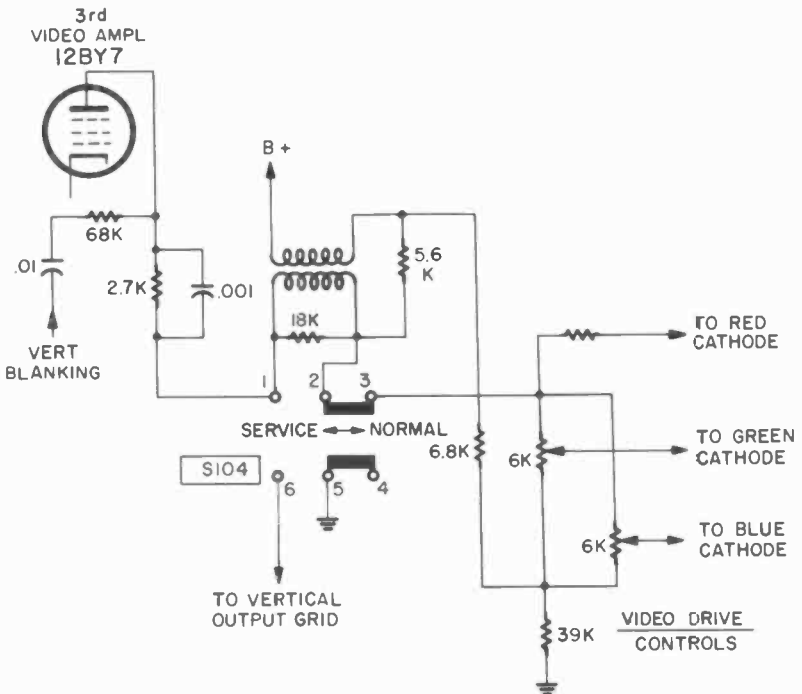 3rd
VIDEO AMPL
12BY7
B +
68K
.01
2.7K
.001
5.6
K
18K
VERT
BLANKING
TO RED
CATHODE
1
2
3
SERVICE
NORMAL
6.8K
6K
TO GREEN
CATHODE
S104
6
5
4
6K
TO BLUE
CATHODE
TO VERTICAL
OUTPUT GRID
39K
VIDEO DRIVE
CONTROLS